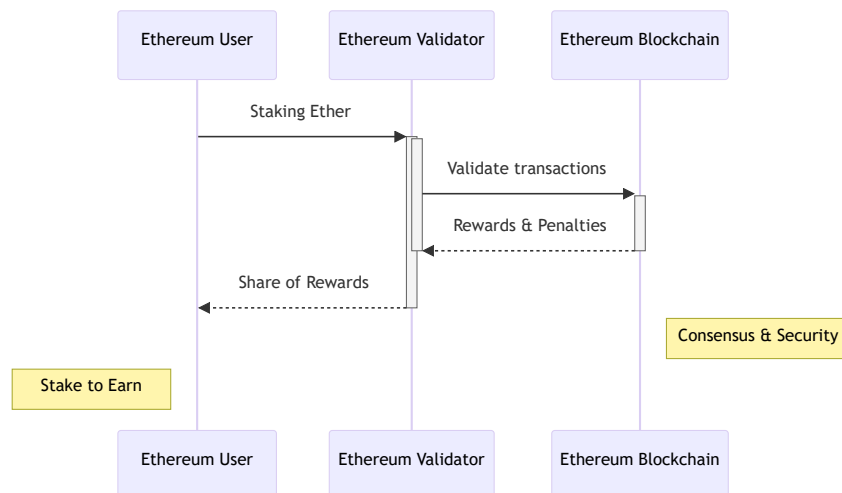 Ethereum User
Ethereum Validator
Ethereum Blockchain
Staking Ether
Validate transactions
Rewards & Penalties
Share of Rewards
Consensus & Security
Stake to Earn
Ethereum User
Ethereum Validator
Ethereum Blockchain